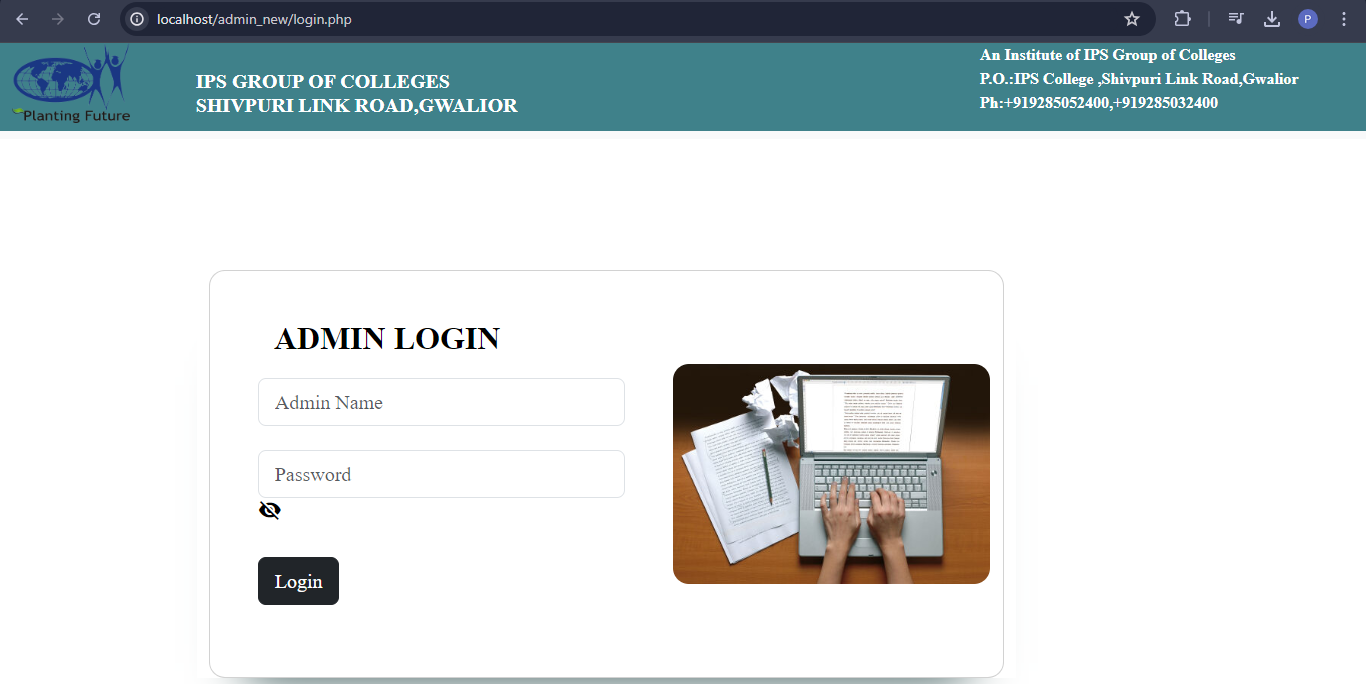 localhost/admin_new/login.php
P
An Institute of IPS Group of Colleges
IPS GROUP OF COLLEGES
P.O.:IPS College ,Shivpuri Link Road,Gwalior
SHIVPURI LINK ROAD,GWALIOR
Ph:+919285052400,+919285032400
Planting Future
ADMIN LOGIN
Admin Name
Password
Login